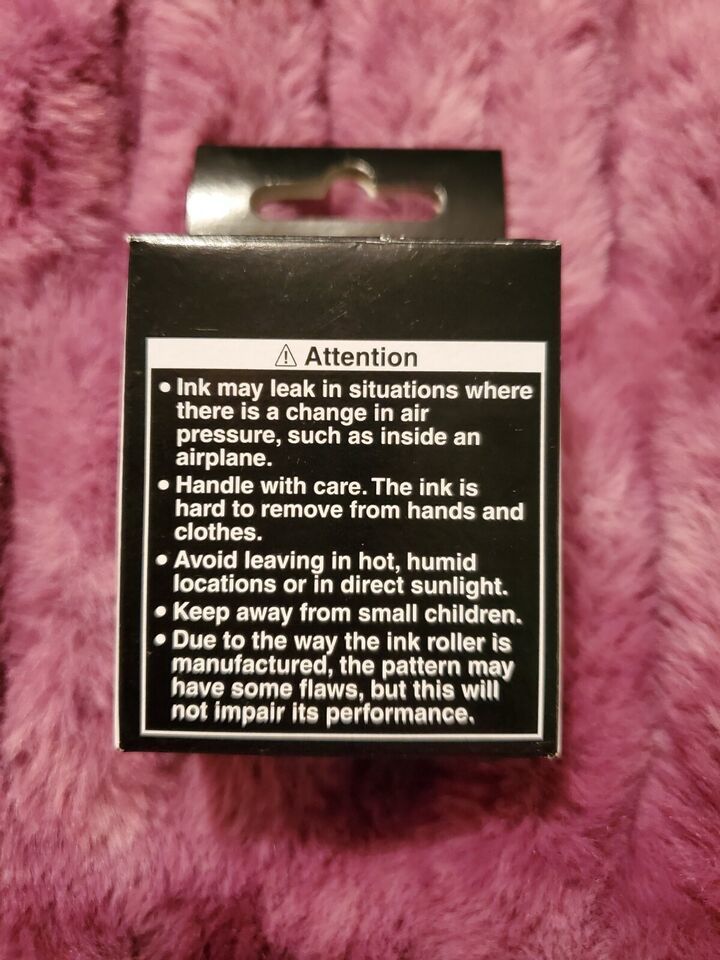 ⚠ Attention
• Ink may leak in situations where
there is a change in air
pressure, such as inside an
airplane.
• Handle with care. The ink is
hard to remove from hands and
clothes.
• Avoid leaving in hot, humid
locations or in direct sunlight.
• Keep away from small children.
• Due to the way the ink roller is
manufactured, the pattern may
have some flaws, but this will
not impair its performance.